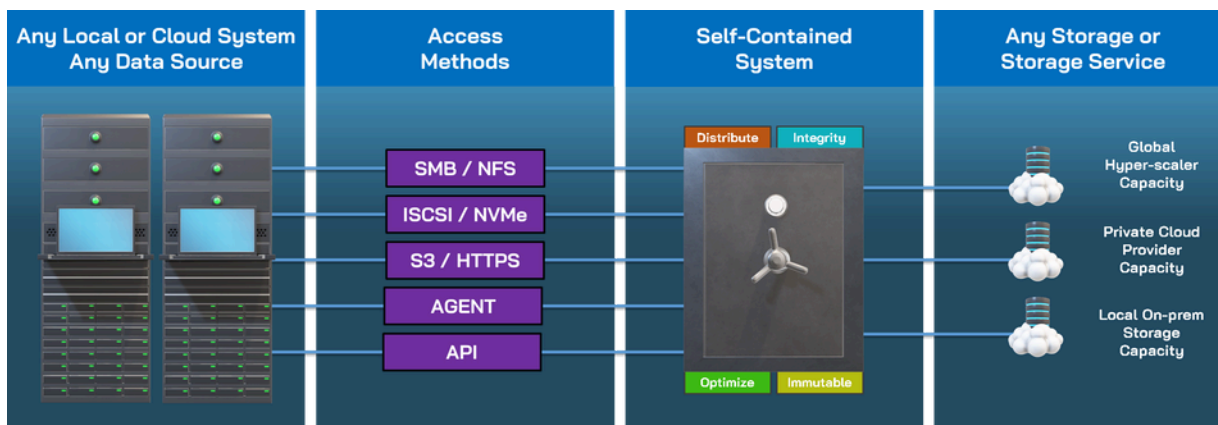 Any Local or Cloud System
Any Data Source
Access
Methods
Self-Contained
System
Any Storage or
Storage Service
SMB / NFS
ISCSI / NVMe
S3 / HTTPS
AGENT
API
Distribute
Integrity
Optimize
Immutable
Global
Hyper-scaler
Capacity
Private Cloud
Provider
Capacity
Local On-prem
Storage
Capacity